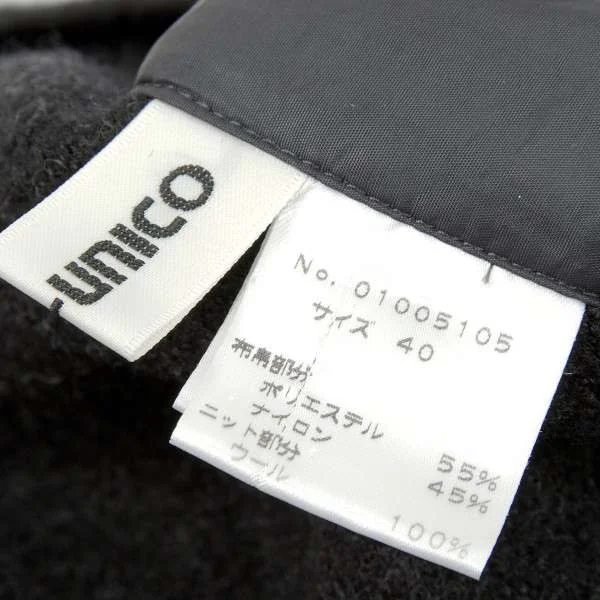 UNICO
No. 01005105
サイズ 40
布帛部分
ポリエステル 55%
ナイロン 45%
ニット部分
ウール 100%